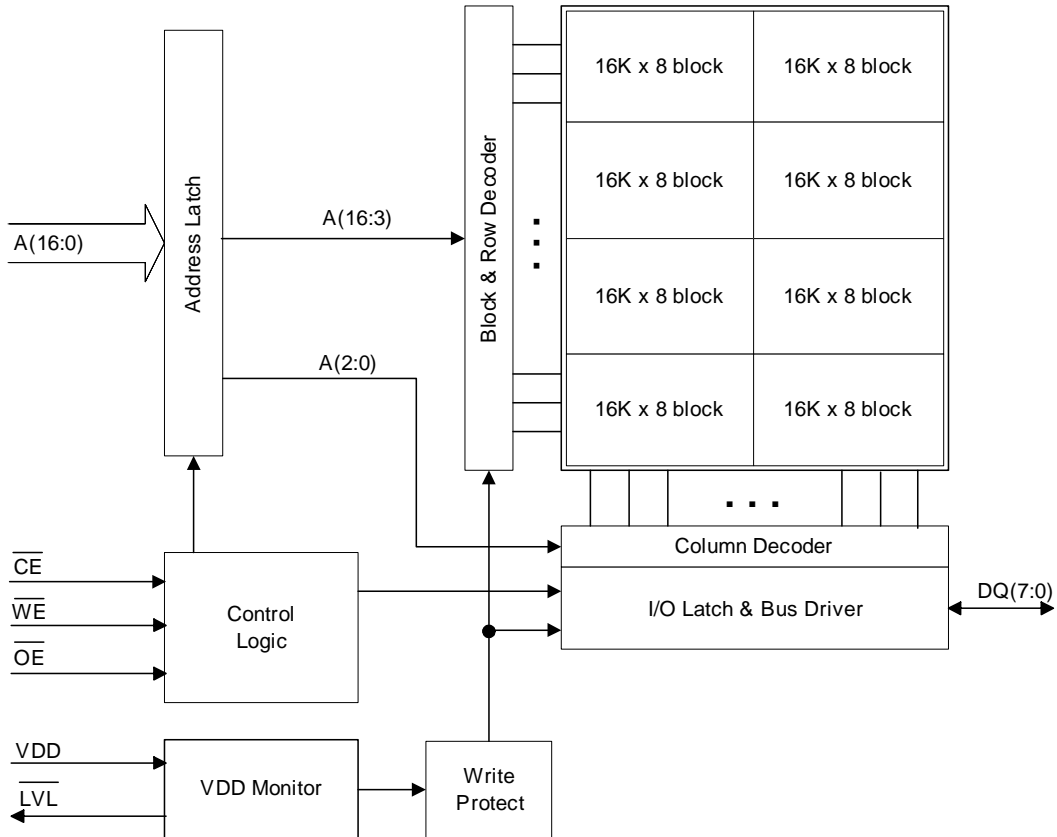 16K x 8 block 16K x 8 block
16K x 8 block 16K x 8 block
16K x 8 block 16K x 8 block
16K x 8 block 16K x 8 block
Address Latch
Block & Row Decoder
A(16:0)
A(16:3)
A(2:0)
. . .
Column Decoder
I/O Latch & Bus Driver
DQ(7:0)
CE
WE
OE
Control
Logic
VDD
LVL
VDD Monitor
Write
Protect